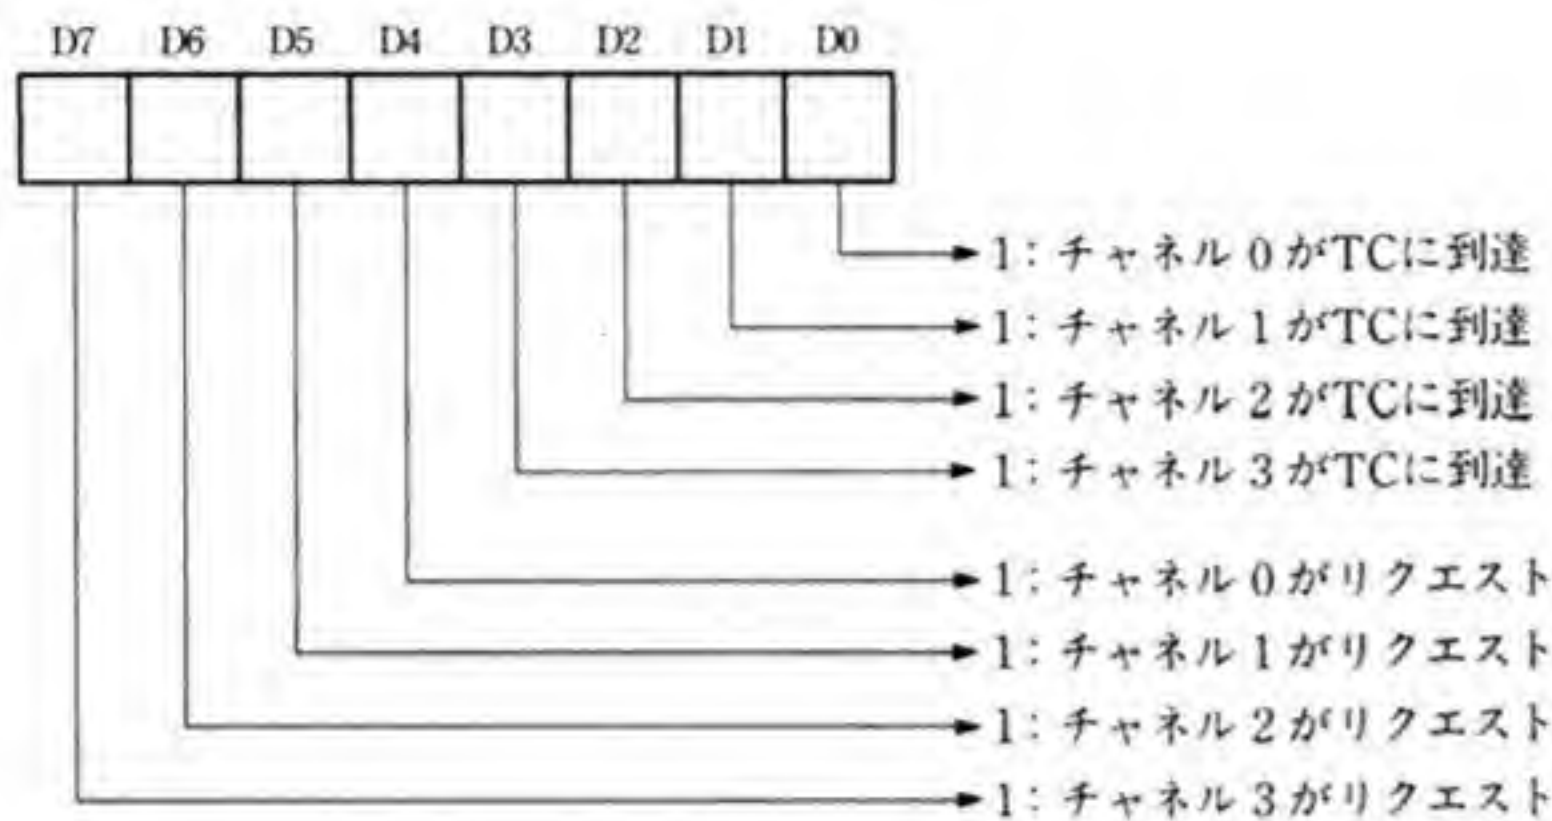 D7 D6 D5 D4 D3 D2 D1 D0
1: チャネル 0 がTCに到達
1: チャネル 1 がTCに到達
1: チャネル 2 がTCに到達
1: チャネル 3 がTCに到達
1: チャネル 0 がリクエスト
1: チャネル 1 がリクエスト
1: チャネル 2 がリクエスト
1: チャネル 3 がリクエスト